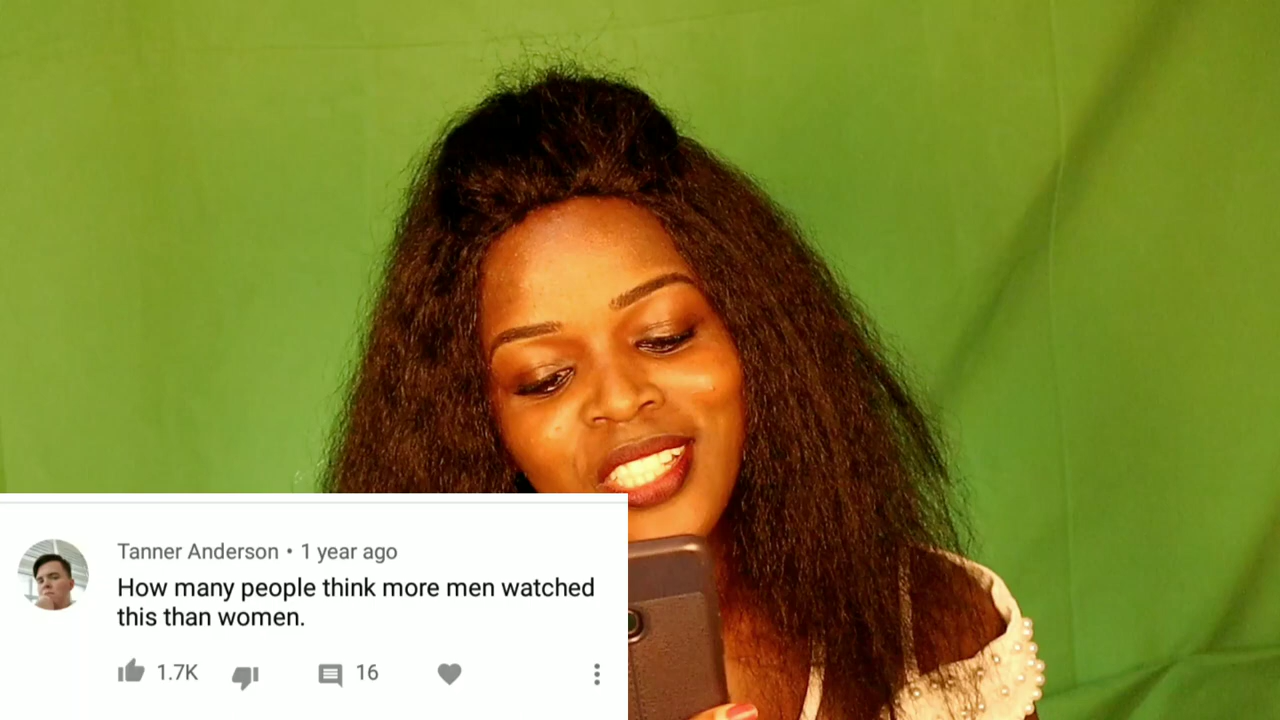 Tanner Anderson • 1 year ago
How many people think more men watched
this than women.
1.7K 16